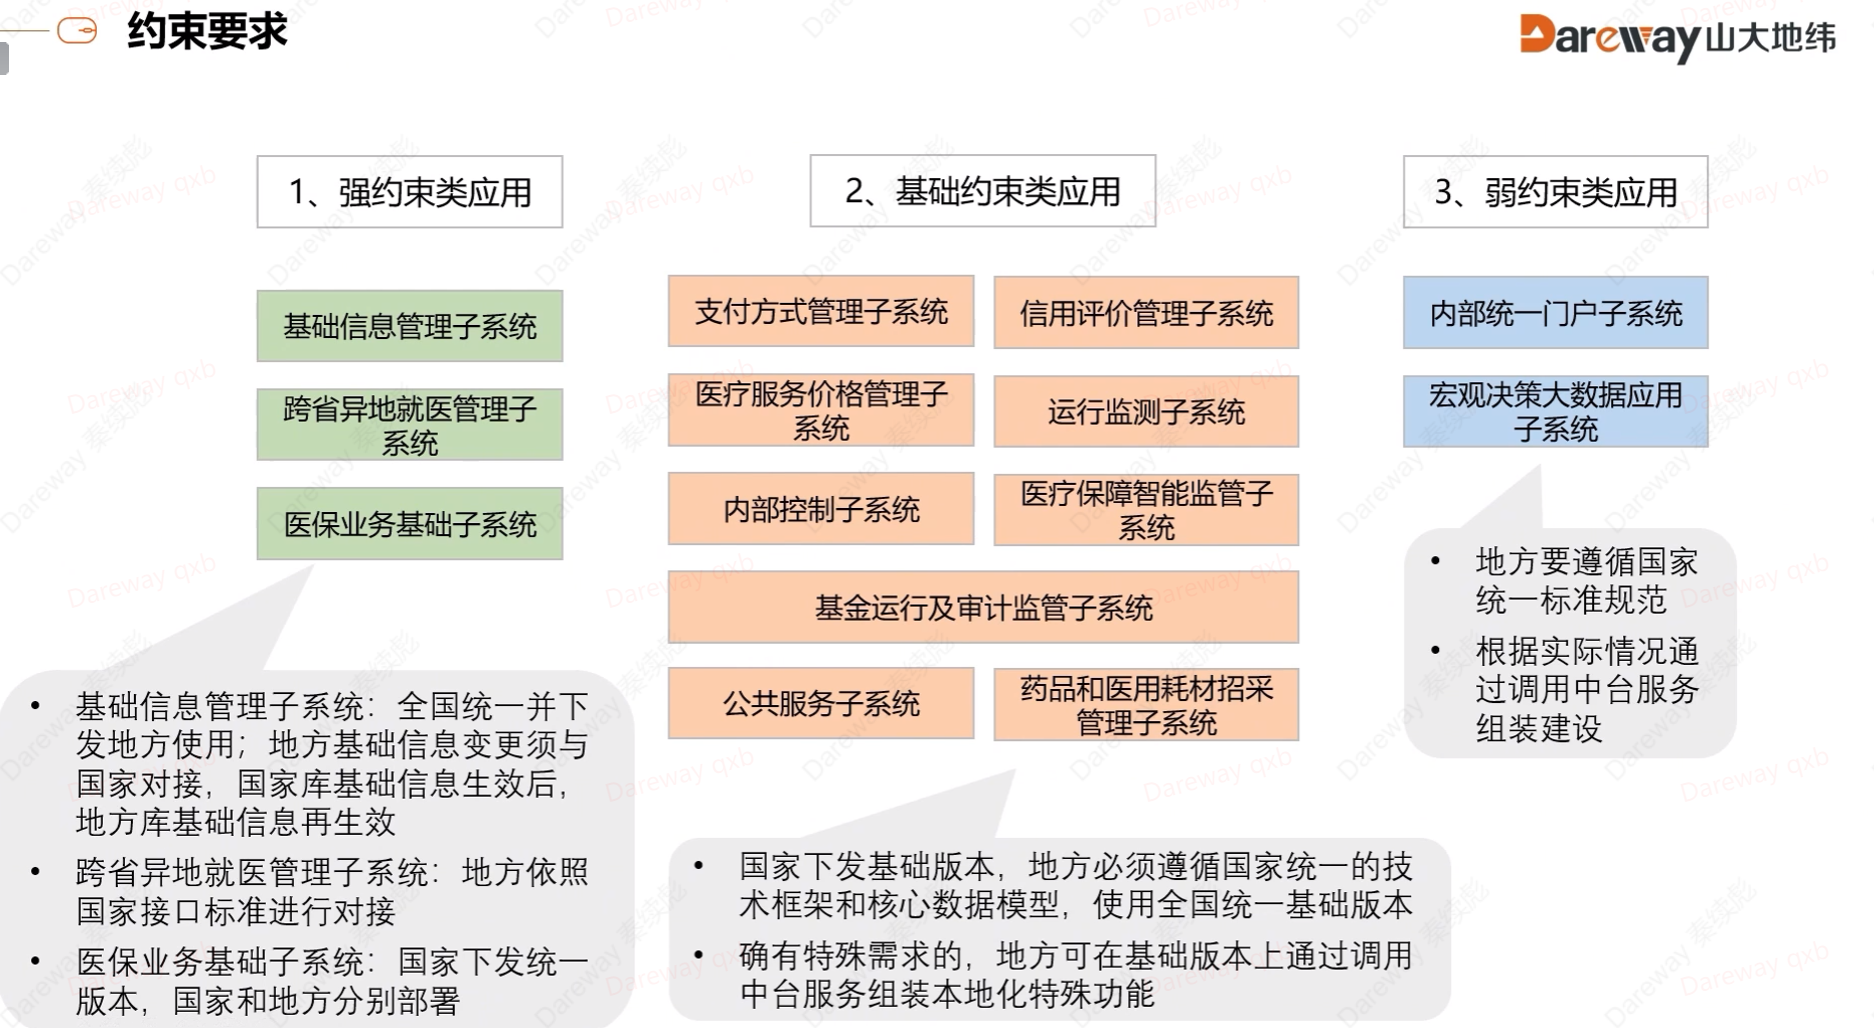 约束要求
Dareway山大地纬
1、强约束类应用
基础信息管理子系统
跨省异地就医管理子
系统
医保业务基础子系统
• 基础信息管理子系统：全国统一并下
发地方使用；地方基础信息变更须与
国家对接，国家库基础信息生效后，
地方库基础信息再生效
• 跨省异地就医管理子系统：地方依照
国家接口标准进行对接
• 医保业务基础子系统：国家下发统一
版本，国家和地方分别部署
2、基础约束类应用
支付方式管理子系统
信用评价管理子系统
医疗服务价格管理子
系统
运行监测子系统
内部控制子系统
医疗保障智能监管子
系统
基金运行及审计监管子系统
公共服务子系统
药品和医用耗材招采
管理子系统
• 国家下发基础版本，地方必须遵循国家统一的技
术框架和核心数据模型，使用全国统一基础版本
• 确有特殊需求的，地方可在基础版本上通过调用
中台服务组装本地化特殊功能
3、弱约束类应用
内部统一门户子系统
宏观决策大数据应用
子系统
• 地方要遵循国家
统一标准规范
• 根据实际情况通
过调用中台服务
组装建设
Dareway qxb
Dareway 秦续彪